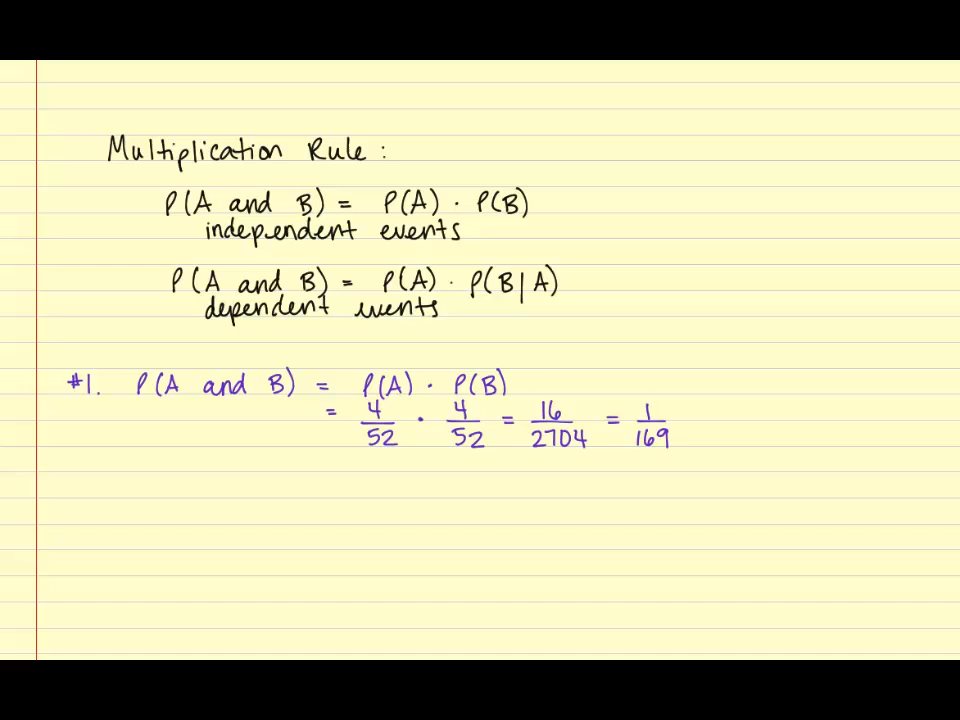 Multiplication Rule:
P(A and B) = P(A) · P(B)
independent events
P(A and B) = P(A) · P(B|A)
dependent events
#1. P(A and B) = P(A) · P(B)
= 4/52 · 4/52 = 16/2704 = 1/169